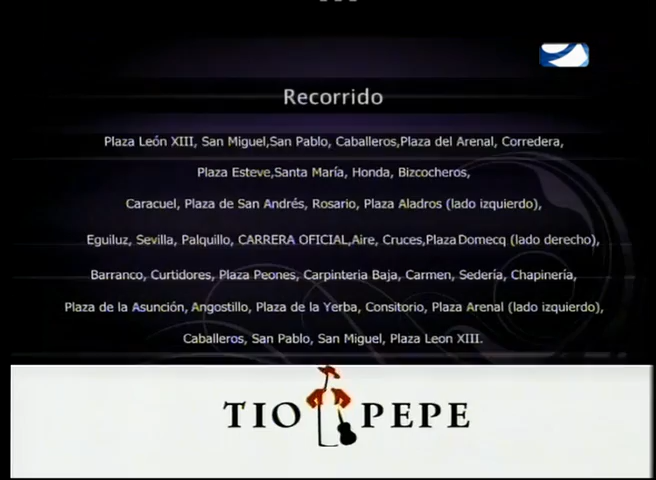 Recorrido
Plaza León XIII, San Miguel,San Pablo, Caballeros,Plaza del Arenal, Corredera,
Plaza Esteve,Santa María, Honda, Bizcocheros,
Caracuel, Plaza de San Andrés, Rosario, Plaza Aladros (lado izquierdo),
Eguiluz, Sevilla, Palquillo, CARRERA OFICIAL,Aire, Cruces,Plaza Domecq (lado derecho),
Barranco, Curtidores, Plaza Peones, Carpinteria Baja, Carmen, Sedería, Chapinería,
Plaza de la Asunción, Angostillo, Plaza de la Yerba, Consitorio, Plaza Arenal (lado izquierdo),
Caballeros, San Pablo, San Miguel, Plaza Leon XIII.
TIO PEPE